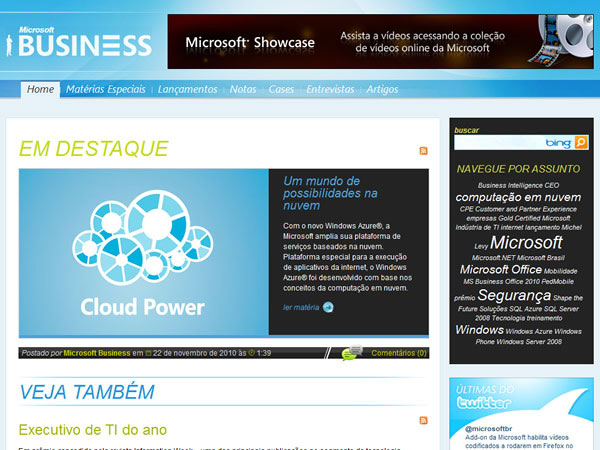 Microsoft
BUSINESS
Microsoft® Showcase
Assista a vídeos acessando a coleção
de vídeos online da Microsoft
Home
Matérias Especiais
Lançamentos
Notas
Cases
Entrevistas
Artigos
EM DESTAQUE
Cloud Power
Um mundo de
possibilidades na
nuvem
Com o novo Windows Azure®, a
Microsoft amplia sua plataforma de
serviços baseados na nuvem.
Plataforma especial para a execução
de aplicativos da internet, o Windows
Azure® foi desenvolvido com base nos
conceitos da computação em nuvem.
ler matéria
Postado por Microsoft Business em 22 de novembro de 2010 às 1:39
Comentários (0)
VEJA TAMBÉM
Executivo de TI do ano
buscar
bing
NAVEGUE POR ASSUNTO
Business Intelligence CEO
computação em nuvem
CPE Customer and Partner Experience
empresas Gold Certified Microsoft
Indústria de TI internet lançamento Michel
Levy Microsoft
Microsoft.NET Microsoft Brasil
Microsoft Office Mobilidade
MS Business Office 2010 PedMobile
prêmio Segurança Shape the
Future Soluções SQL Azure SQL Server
2008 Tecnologia treinamento
Windows Windows Azure Windows
Phone Windows Server 2008
ÚLTIMAS DO
twitter
@microsoftbr
Add-on da Microsoft habilita vídeos
codificados a rodarem em Firefox no